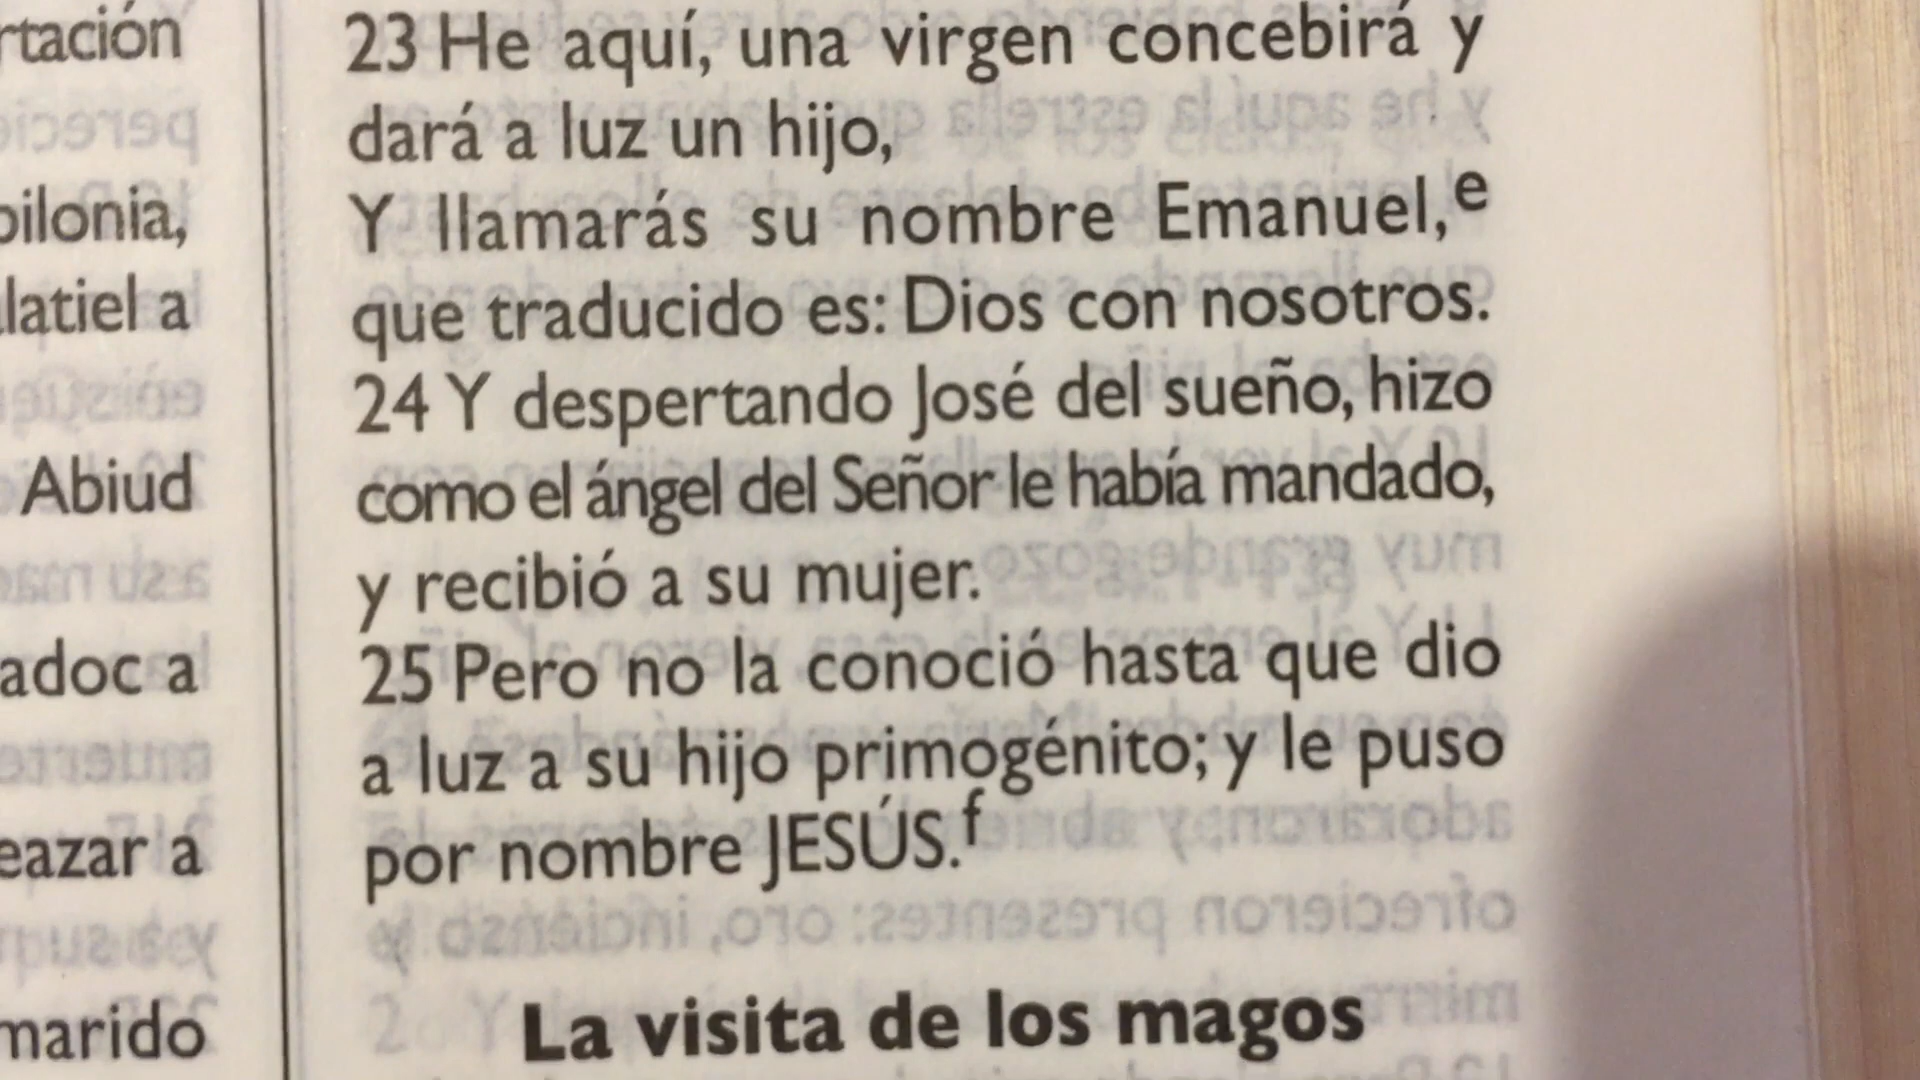 rtación
bilonia,
latiel a
Abiud
adoc a
eazar a
marido
23 He aquí, una virgen concebirá y
dará a luz un hijo,
Y llamarás su nombre Emanuel,e
que traducido es: Dios con nosotros.
24 Y despertando José del sueño, hizo
como el ángel del Señor le había mandado,
y recibió a su mujer.
25 Pero no la conoció hasta que dio
a luz a su hijo primogénito; y le puso
por nombre JESÚS.f
La visita de los magos